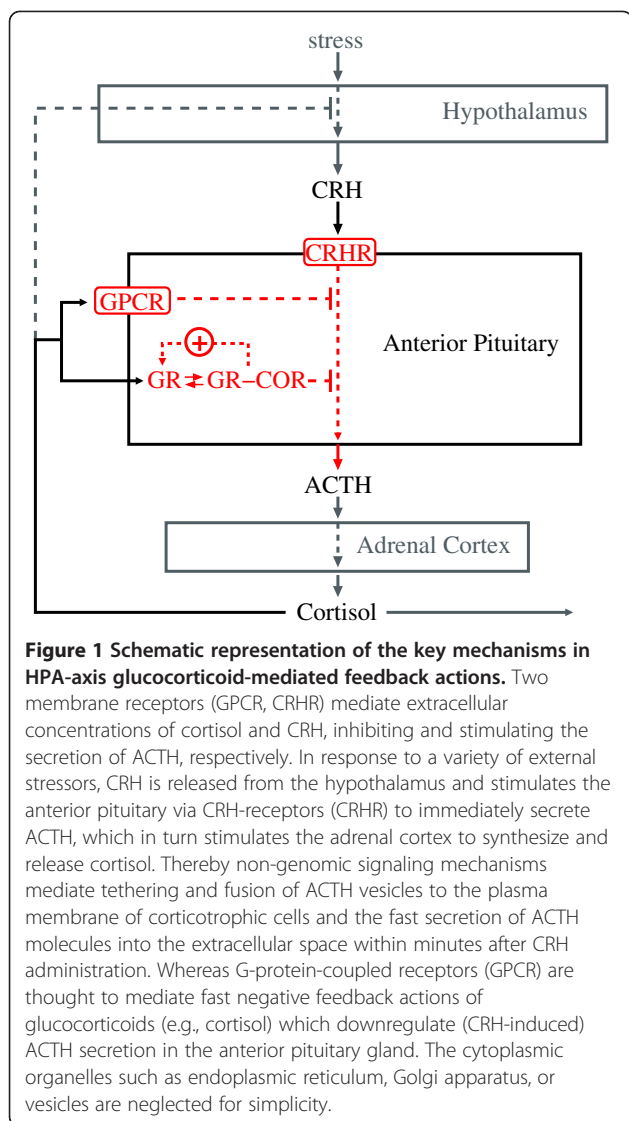 stress
Hypothalamus
CRH
CRHR
GPCR
Anterior Pituitary
+
GR ⇌ GR–COR
ACTH
Adrenal Cortex
Cortisol
Figure 1 Schematic representation of the key mechanisms in
HPA-axis glucocorticoid-mediated feedback actions. Two
membrane receptors (GPCR, CRHR) mediate extracellular
concentrations of cortisol and CRH, inhibiting and stimulating the
secretion of ACTH, respectively. In response to a variety of external
stressors, CRH is released from the hypothalamus and stimulates the
anterior pituitary via CRH-receptors (CRHR) to immediately secrete
ACTH, which in turn stimulates the adrenal cortex to synthesize and
release cortisol. Thereby non-genomic signaling mechanisms
mediate tethering and fusion of ACTH vesicles to the plasma
membrane of corticotrophic cells and the fast secretion of ACTH
molecules into the extracellular space within minutes after CRH
administration. Whereas G-protein-coupled receptors (GPCR) are
thought to mediate fast negative feedback actions of
glucocorticoids (e.g., cortisol) which downregulate (CRH-induced)
ACTH secretion in the anterior pituitary gland. The cytoplasmic
organelles such as endoplasmic reticulum, Golgi apparatus, or
vesicles are neglected for simplicity.